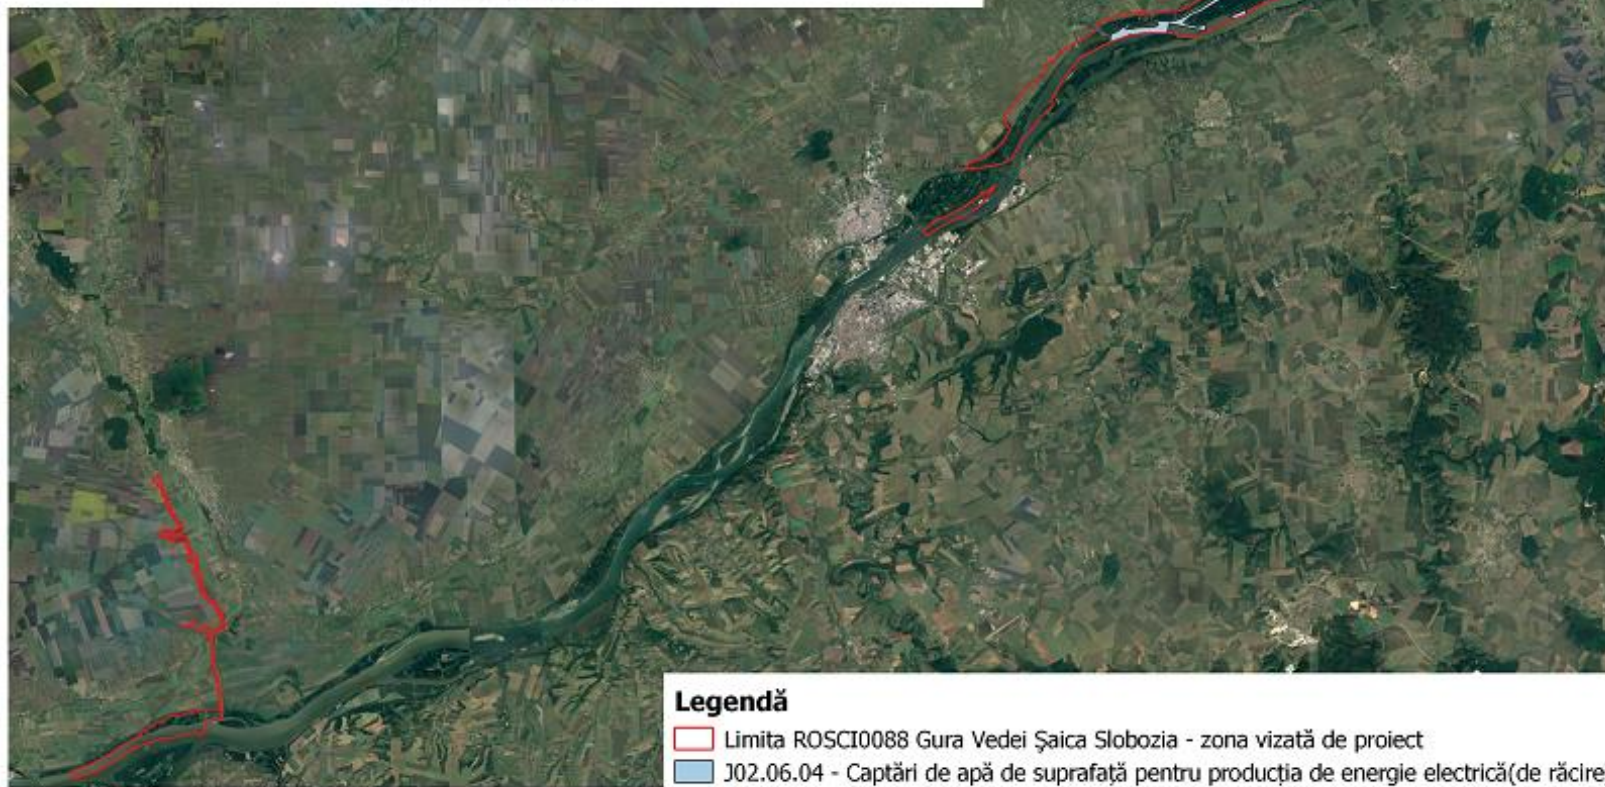 Legendă
Limita ROSCI0088 Gura Vedei Şaica Slobozia - zona vizată de proiect
J02.06.04 - Captări de apă de suprafață pentru producția de energie electrică(de răcire